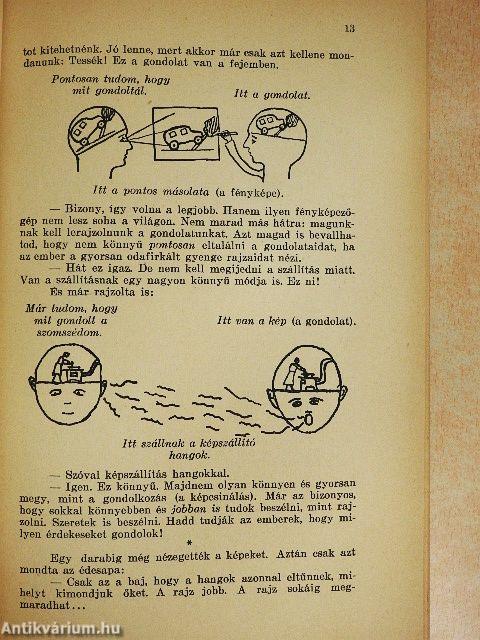 13
tot kitehetnénk. Jó lenne, mert akkor már csak azt kellene mon-
danunk: Tessék! Ez a gondolat van a fejemben.
Pontosan tudom, hogy
mit gondoltál.
Itt a gondolat.
Itt a pontos másolata (a fényképe).
— Bizony, így volna a legjobb. Hanem ilyen fényképező-
gép nem lesz soha a világon. Nem marad más hátra: magunk-
nak kell lerajzolnunk a gondolatunkat. Azt magad is bevallha-
tod, hogy nem könnyű pontosan eltalálni a gondolataidat, ha
az ember a gyorsan odafirkált gyenge rajzaidat nézi.
— Hát ez igaz. De nem kell megijedni a szállítás miatt.
Van a szállításnak egy nagyon könnyű módja is. Ez ni!
És már rajzolta is:
Már tudom, hogy
mit gondolt a
szomszédom.
Itt van a kép (a gondolat).
Itt szállnak a képszállító
hangok.
— Szóval képszállítás hangokkal.
— Igen. Ez könnyű. Majdnem olyan könnyen és gyorsan
megy, mint a gondolkozás (a képcsinálás). Már az bizonyos,
hogy sokkal könnyebben és jobban is tudok beszélni, mint raj-
zolni. Szeretek is beszélni. Hadd tudják az emberek, hogy mi-
lyen érdekeseket gondolok!
*
Egy darabig még nézegették a képeket. Aztán csak azt
mondta az édesapa:
— Csak az a baj, hogy a hangok azonnal eltűnnek, mi-
helyt kimondjuk őket. A rajz jobb. A rajz sokáig meg-
maradhat...
Antikvárium.hu